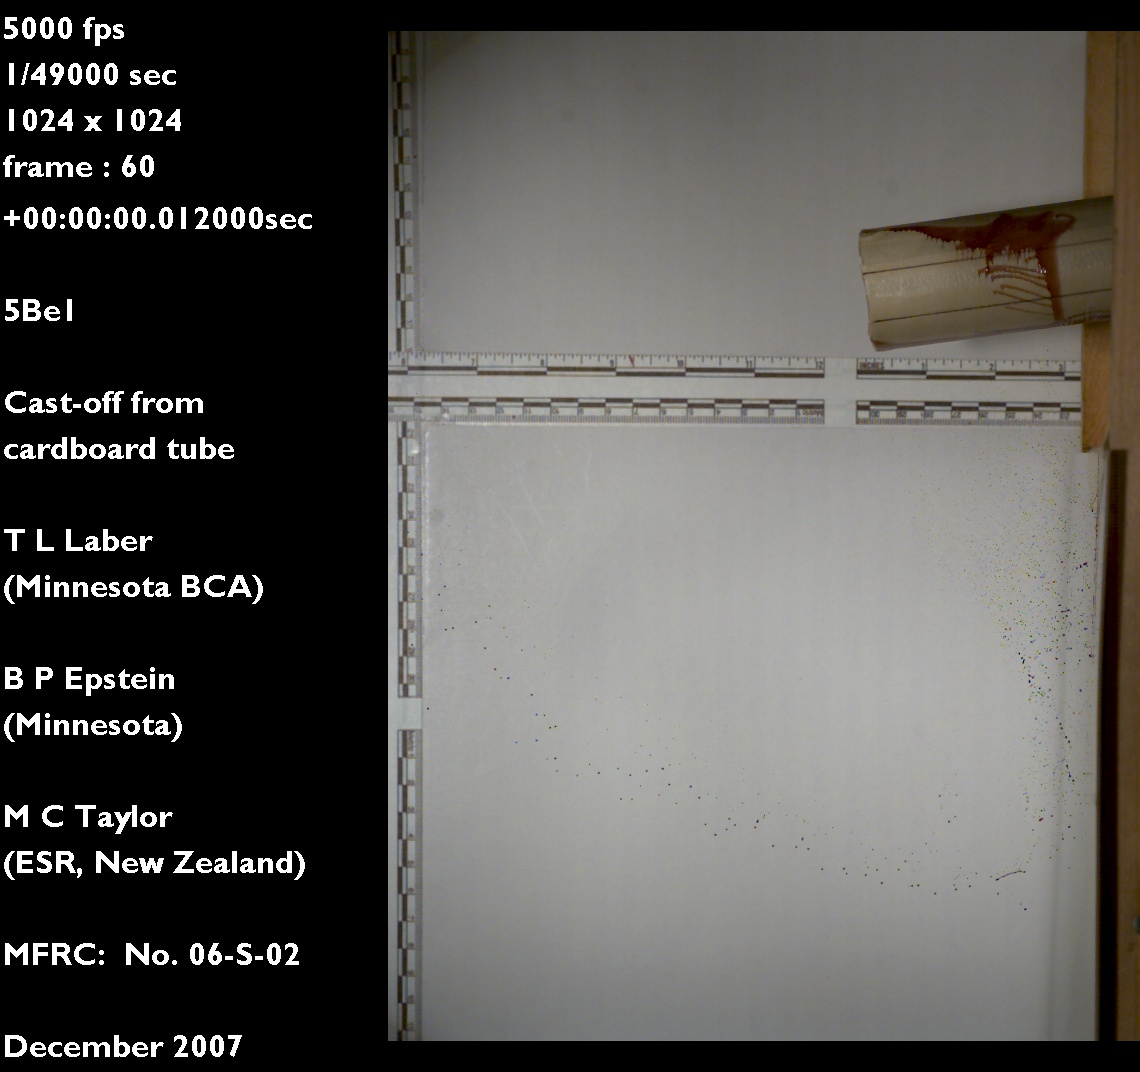 5000 fps
1/49000 sec
1024 x 1024
frame : 60
+00:00:00.012000sec
5Be1
Cast-off from
cardboard tube
T L Laber
(Minnesota BCA)
B P Epstein
(Minnesota)
M C Taylor
(ESR, New Zealand)
MFRC:  No. 06-S-02
December 2007